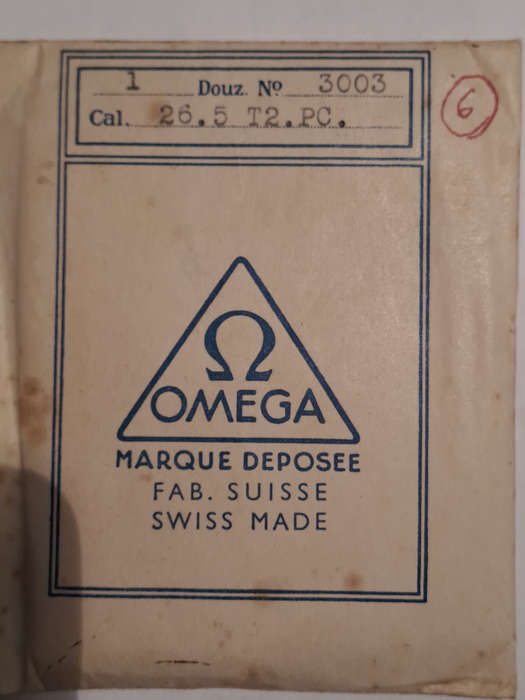 1 Douz. Nº 3003
Cal. 26.5 T2.PC.
6
Ω
OMEGA
MARQUE DEPOSEE
FAB. SUISSE
SWISS MADE